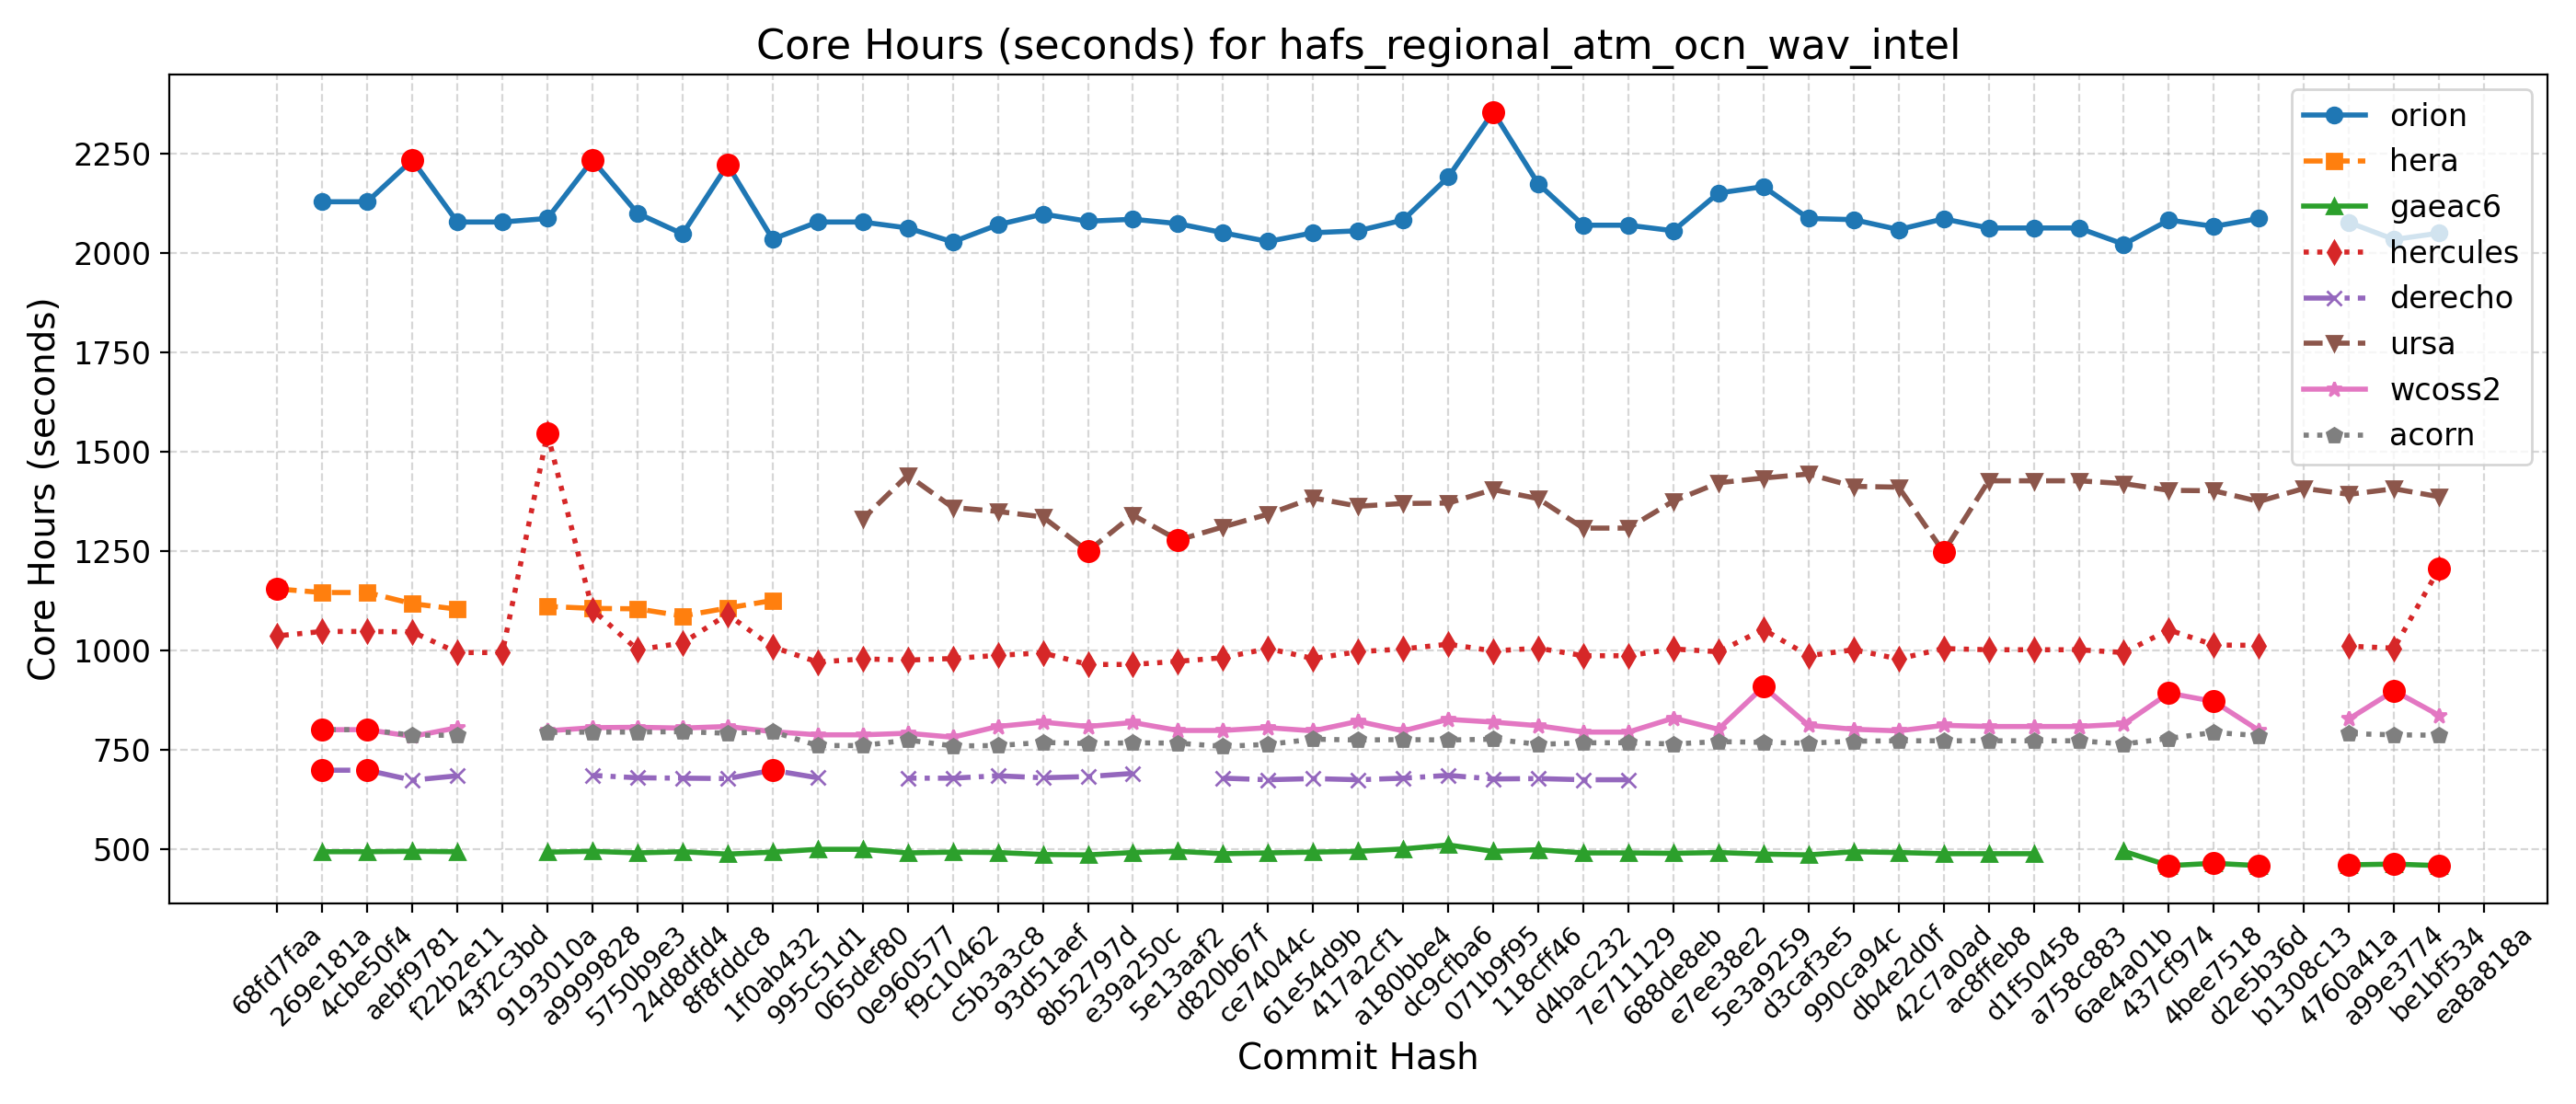 Core Hours (seconds) for hafs_regional_atm_ocn_wav_intel
Core Hours (seconds)
2250
2000
1750
1500
1250
1000
750
500
orion
hera
gaeac6
hercules
derecho
ursa
wcoss2
acorn
68fd7faa
269e181a
4cbe50f4
aebf9781
f22b2e11
43f2c3bd
9193010a
a9999828
5750b9e3
24d8dfd4
8f8fddc8
1f0ab432
995c51d1
065def80
0e960577
f9c10462
c5b3a3c8
93d51aef
8b52797d
e39a250c
5e13aaf2
d820b67f
ce74044c
61e54d9b
417a2cf1
a180bbe4
dc9cfba6
071b9f95
118cff46
d4bac232
7e711129
688de8eb
e7ee38e2
5e3a9259
d3caf3e5
990ca94c
db4e2d0f
42c7a0ad
ac8ffeb8
d1f50458
a758c883
6ae4a01b
437cf974
4bee7518
d2e5b36d
b1308c13
4760a41a
a99e3774
be1bf534
ea8a818a
Commit Hash